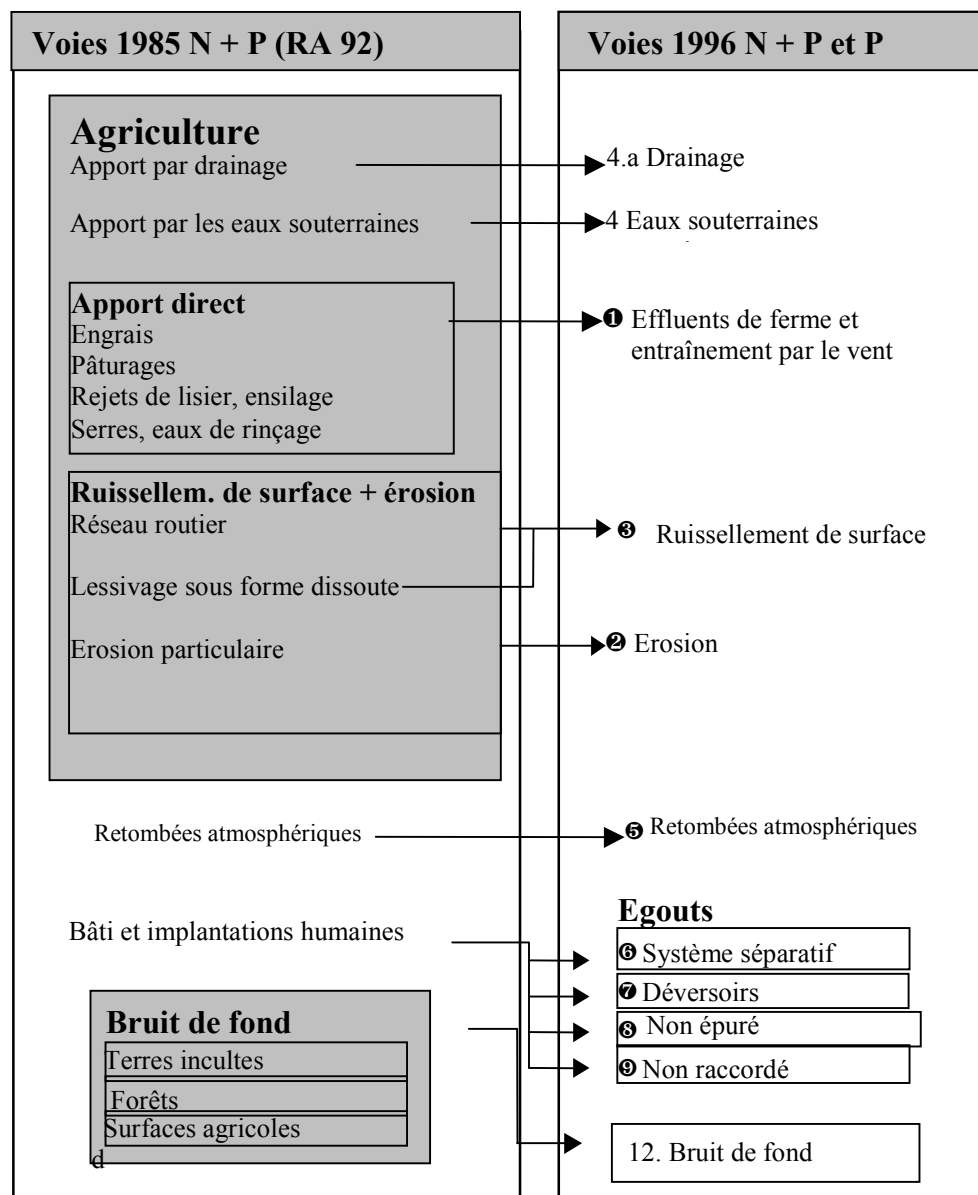 Voies 1985 N + P (RA 92)
Agriculture
Apport par drainage
Apport par les eaux souterraines
Apport direct
Engrais
Pâturages
Rejets de lisier, ensilage
Serres, eaux de rinçage
Ruissellem. de surface + érosion
Réseau routier
Lessivage sous forme dissoute
Erosion particulaire
Retombées atmosphériques
Bâti et implantations humaines
Bruit de fond
Terres incultes
Forêts
Surfaces agricoles
d
Voies 1996 N + P et P
4.a Drainage
4 Eaux souterraines
❶ Effluents de ferme et
entraînement par le vent
❸ Ruissellement de surface
❷ Erosion
❺ Retombées atmosphériques
Egouts
❻ Système séparatif
❼ Déversoirs
❽ Non épuré
❾ Non raccordé
12. Bruit de fond